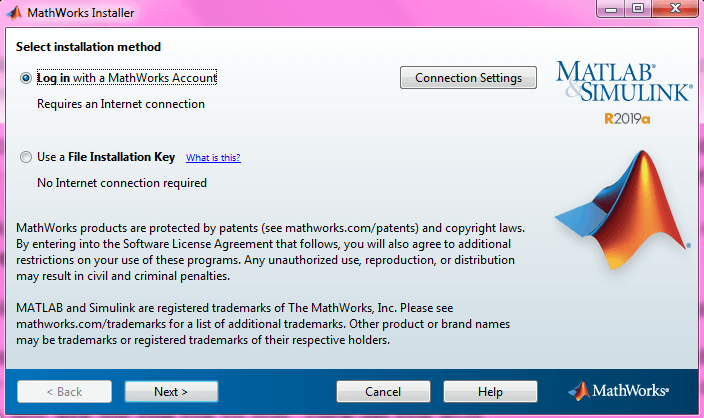 MathWorks Installer
Select installation method
Log in with a MathWorks Account
Connection Settings
Requires an Internet connection
MATLAB®
&SIMULINK®
R2019a
Use a File Installation Key What is this?
No Internet connection required
MathWorks products are protected by patents (see mathworks.com/patents) and copyright laws.
By entering into the Software License Agreement that follows, you will also agree to additional
restrictions on your use of these programs. Any unauthorized use, reproduction, or distribution
may result in civil and criminal penalties.
MATLAB and Simulink are registered trademarks of The MathWorks, Inc. Please see
mathworks.com/trademarks for a list of additional trademarks. Other product or brand names
may be trademarks or registered trademarks of their respective holders.
®
< Back
Next >
Cancel
Help
MathWorks®